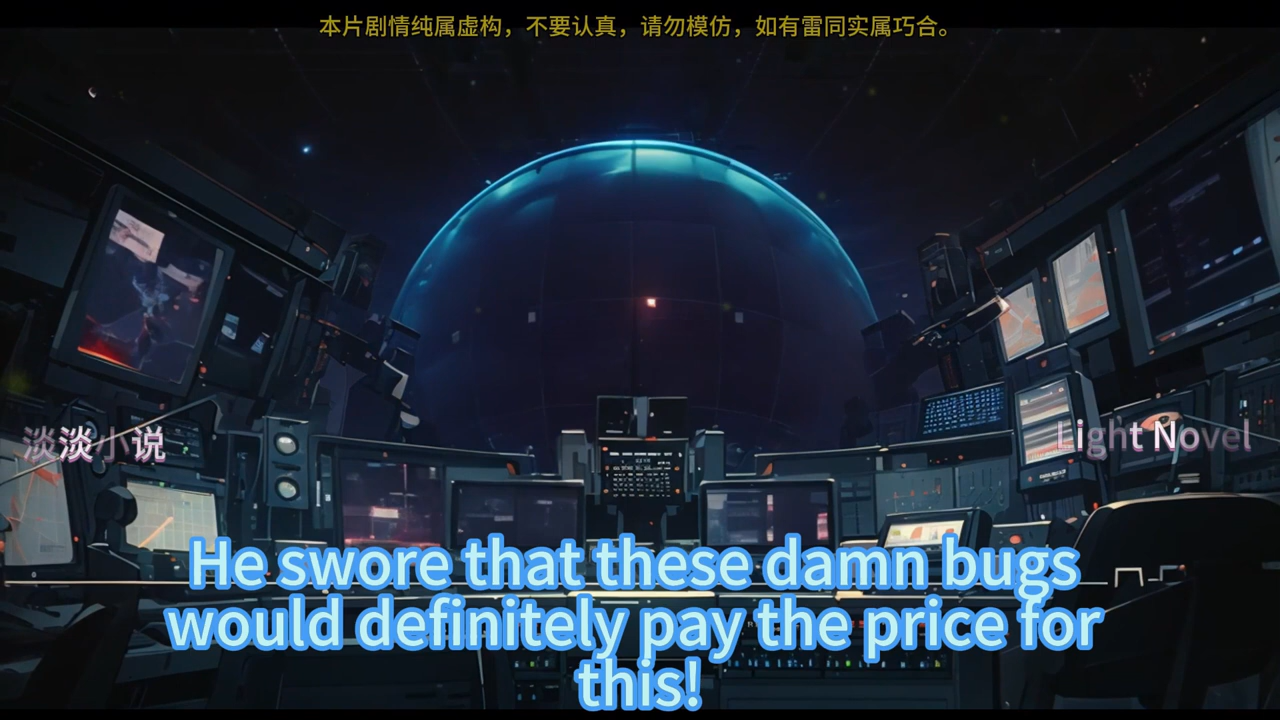 本片剧情纯属虚构，不要认真，请勿模仿，如有雷同实属巧合。
淡淡小说
Light Novel
He swore that these damn bugs
would definitely pay the price for
this!